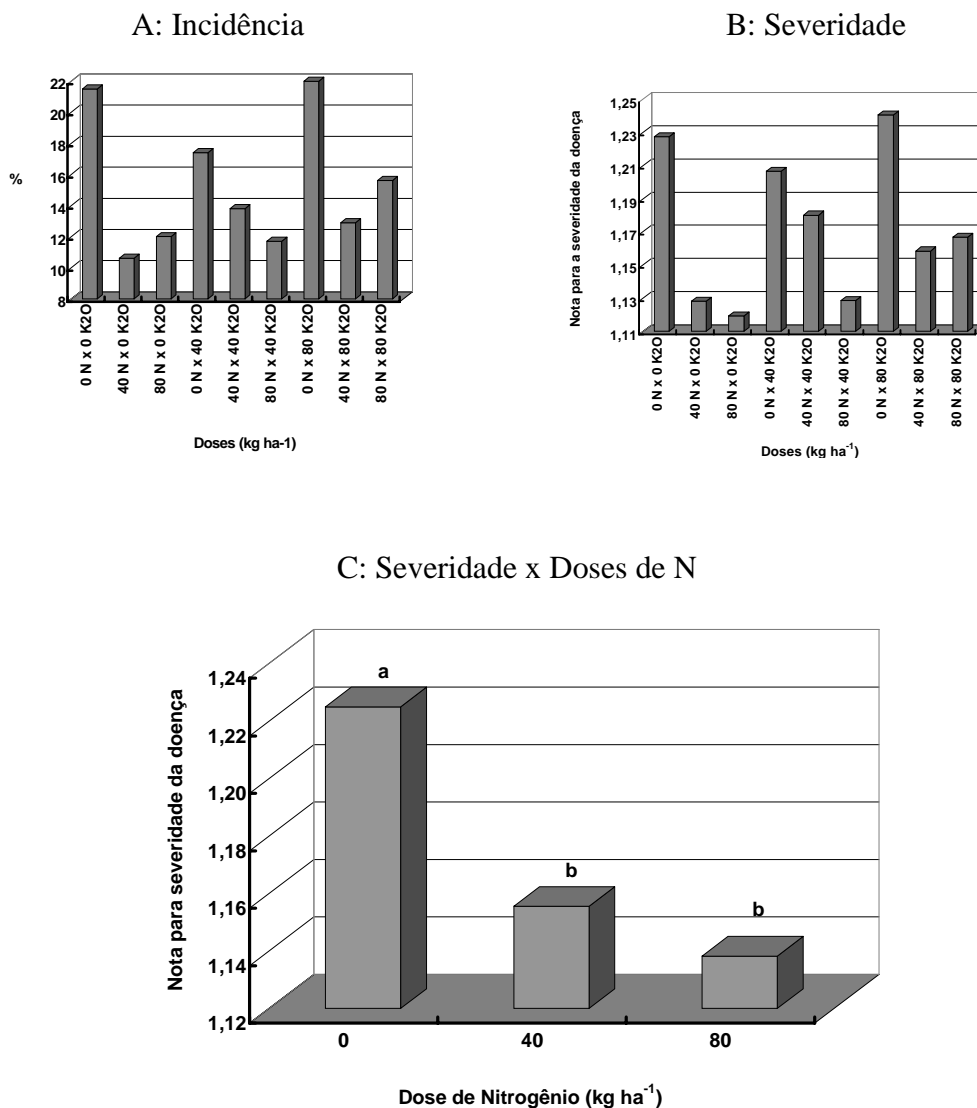 A: Incidência
22
20
18
16
14
12
10
8
%
0 N x 0 K2O
40 N x 0 K2O
80 N x 0 K2O
0 N x 40 K2O
40 N x 40 K2O
80 N x 40 K2O
0 N x 80 K2O
40 N x 80 K2O
80 N x 80 K2O
Doses (kg ha-1)
B: Severidade
Nota para a severidade da doença
1,25
1,23
1,21
1,19
1,17
1,15
1,13
1,11
0 N x 0 K2O
40 N x 0 K2O
80 N x 0 K2O
0 N x 40 K2O
40 N x 40 K2O
80 N x 40 K2O
0 N x 80 K2O
40 N x 80 K2O
80 N x 80 K2O
Doses (kg ha⁻¹)
C: Severidade x Doses de N
Nota para severidade da doença
1,24
1,22
1,20
1,18
1,16
1,14
1,12
a
b
b
0 40 80
Dose de Nitrogênio (kg ha⁻¹)